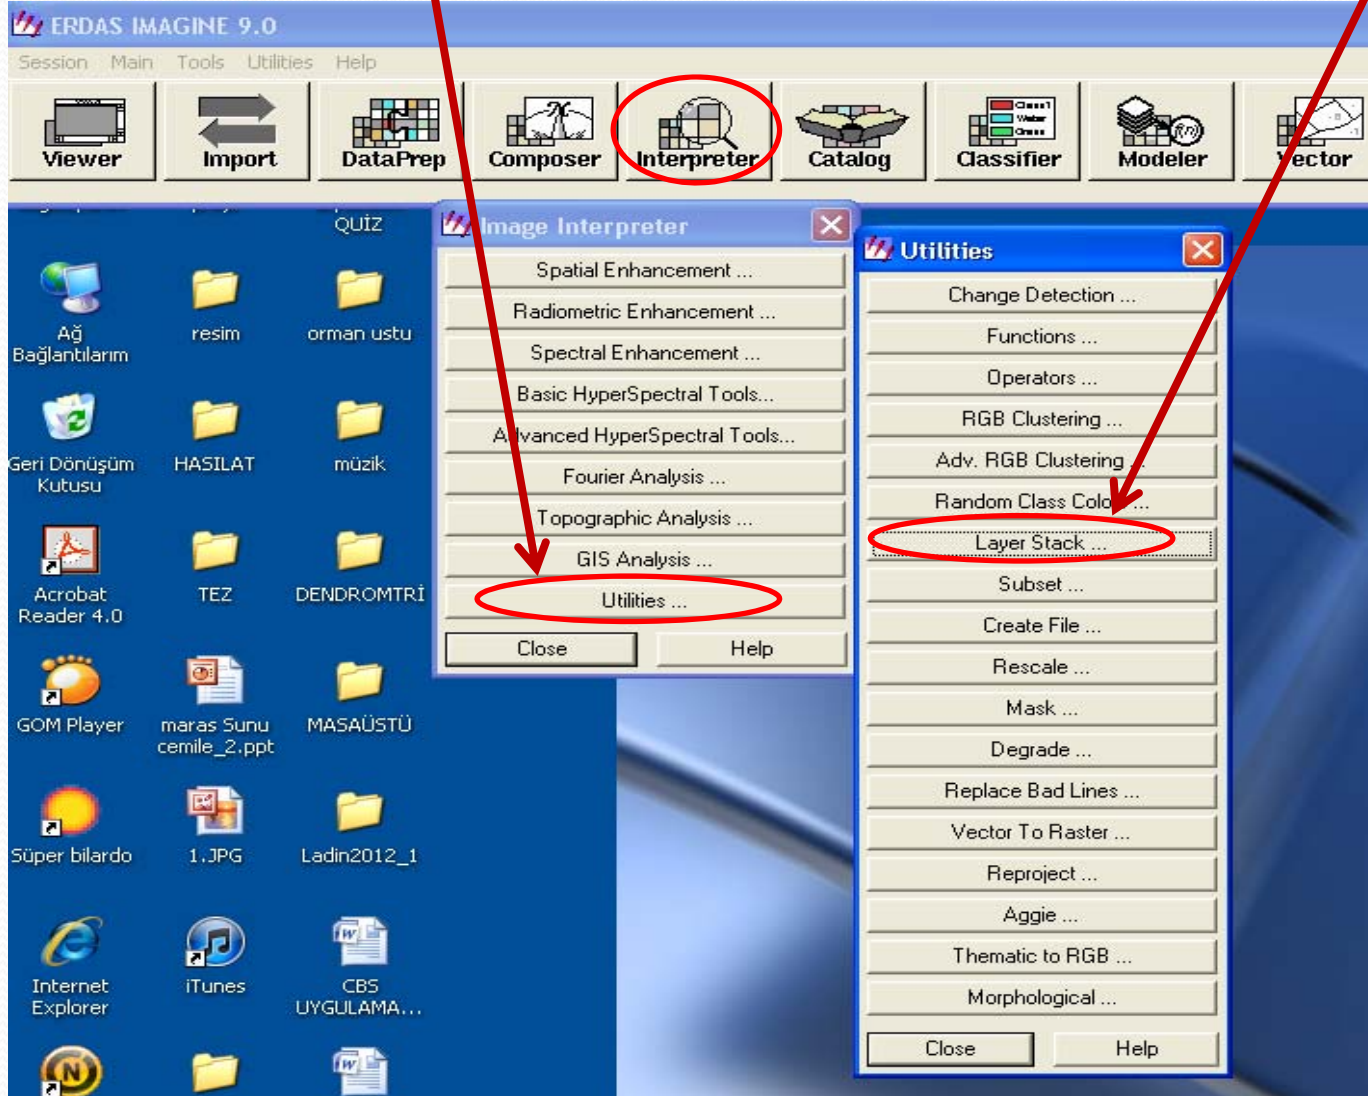 ERDAS IMAGINE 9.0
Session Main Tools Utilities Help
Viewer Import DataPrep Composer Interpreter Catalog Classifier Modeler Vector
QUİZ
Ağ Bağlantılarım
resim
orman ustu
Geri Dönüşüm Kutusu
HASILAT
müzik
Acrobat Reader 4.0
TEZ
DENDROMTRİ
GOM Player
maras Sunu cemile_2.ppt
MASAÜSTÜ
Süper bilardo
1.JPG
Ladin2012_1
Internet Explorer
iTunes
CBS UYGULAMA...
Image Interpreter
Spatial Enhancement ...
Radiometric Enhancement ...
Spectral Enhancement ...
Basic HyperSpectral Tools...
Advanced HyperSpectral Tools...
Fourier Analysis ...
Topographic Analysis ...
GIS Analysis ...
Utilities ...
Close Help
Utilities
Change Detection ...
Functions ...
Operators ...
RGB Clustering ...
Adv. RGB Clustering ...
Random Class Colors ...
Layer Stack ...
Subset ...
Create File ...
Rescale ...
Mask ...
Degrade ...
Replace Bad Lines ...
Vector To Raster ...
Reproject ...
Aggie ...
Thematic to RGB ...
Morphological ...
Close Help